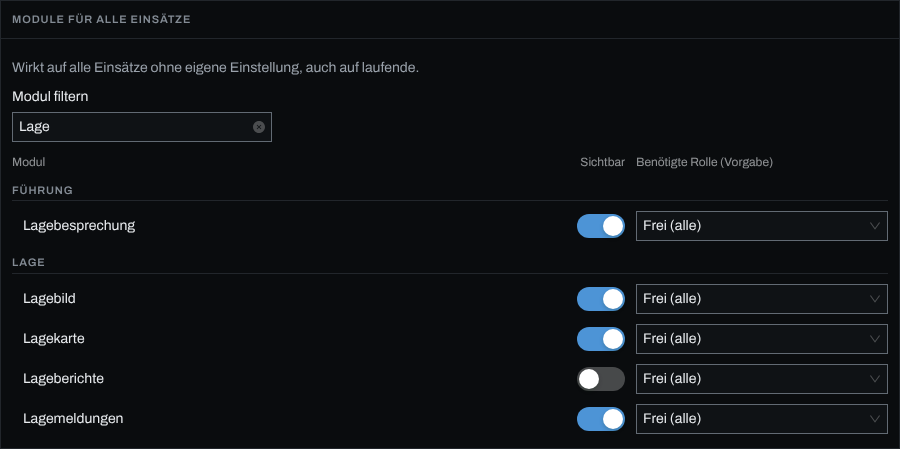 MODULE FÜR ALLE EINSÄTZE
Wirkt auf alle Einsätze ohne eigene Einstellung, auch auf laufende.
Modul filtern
Lage
Modul Sichtbar Benötigte Rolle (Vorgabe)
FÜHRUNG
Lagebesprechung Frei (alle)
LAGE
Lagebild Frei (alle)
Lagekarte Frei (alle)
Lageberichte Frei (alle)
Lagemeldungen Frei (alle)